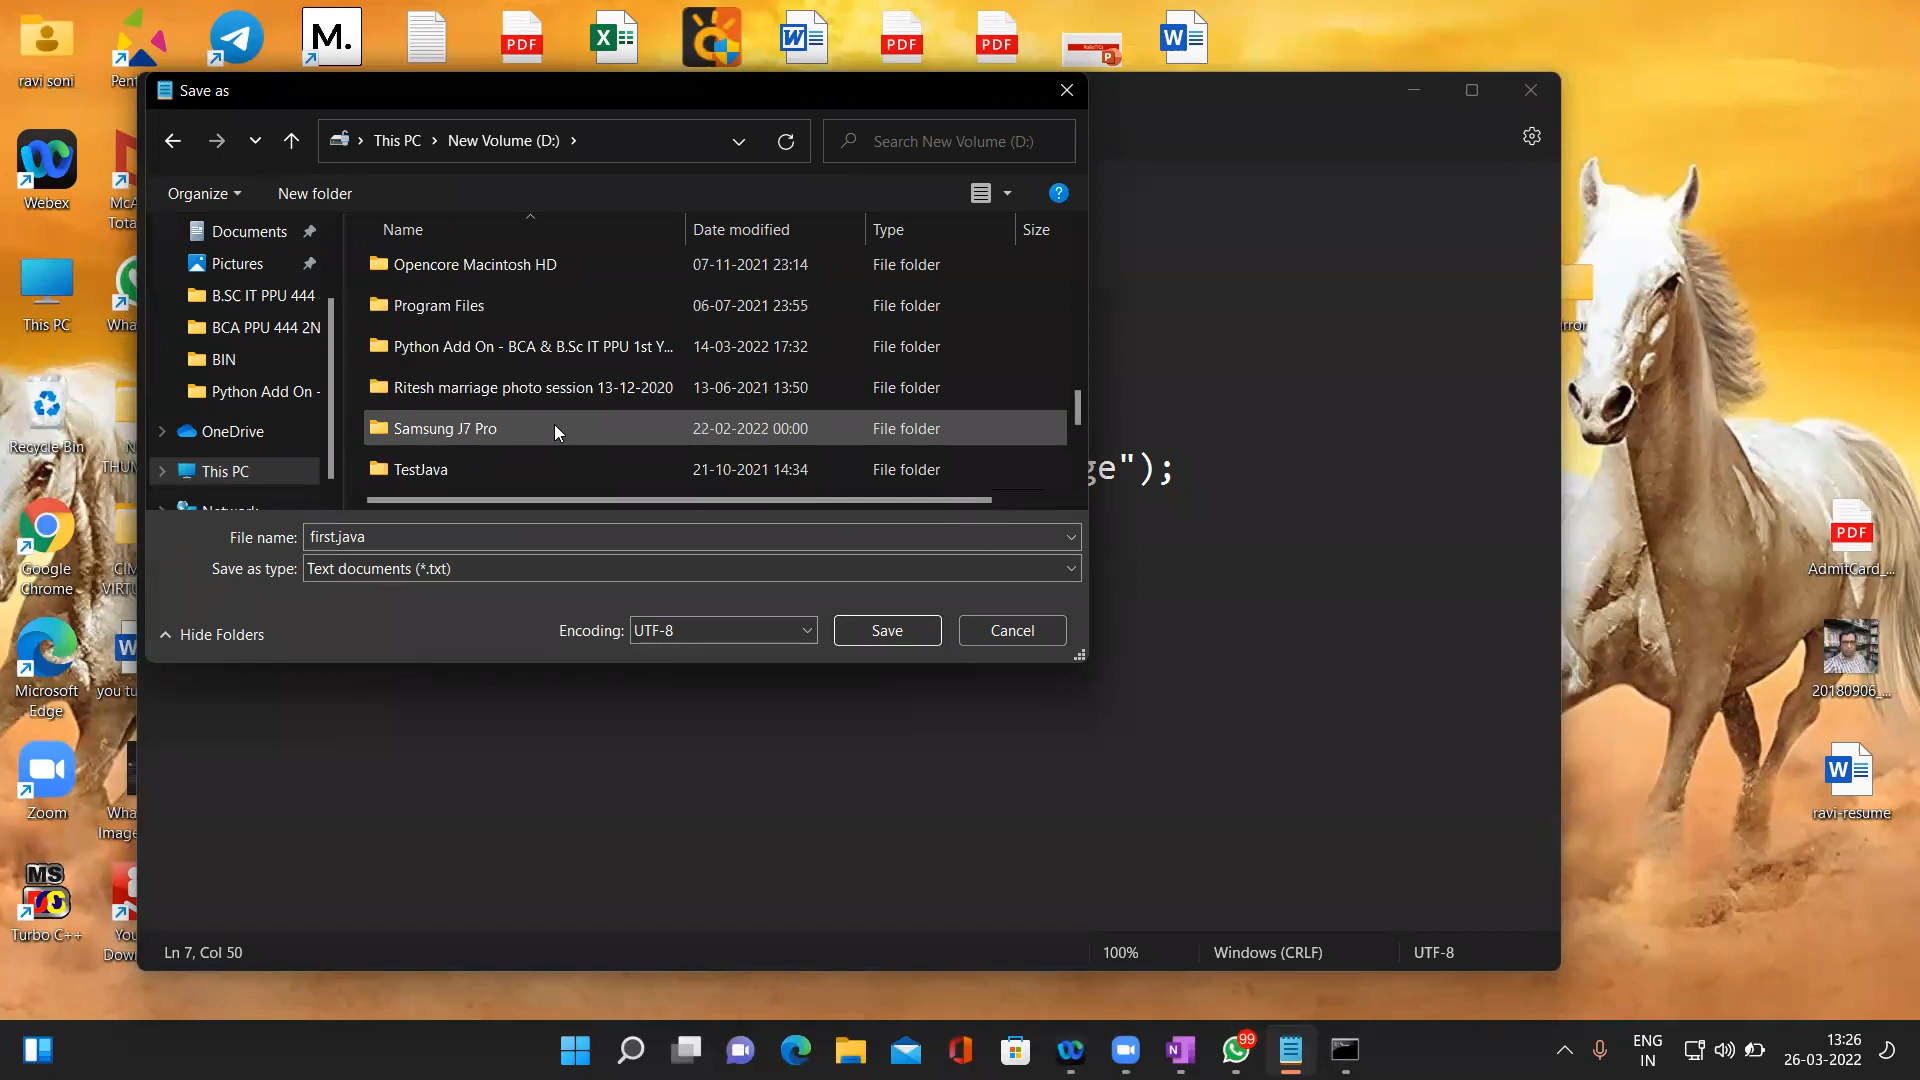 M.
PDF
PDF
PDF
ravi soni
Save as
This PC
New Volume (D:)
Search New Volume (D:)
Organize
New folder
Documents
Pictures
B.SC IT PPU 444
BCA PPU 444 2N
BIN
Python Add On -
OneDrive
This PC
Name
Date modified
Type
Size
Opencore Macintosh HD
07-11-2021 23:14
File folder
Program Files
06-07-2021 23:55
File folder
Python Add On - BCA & B.Sc IT PPU 1st Y...
14-03-2022 17:32
File folder
Ritesh marriage photo session 13-12-2020
13-06-2021 13:50
File folder
Samsung J7 Pro
22-02-2022 00:00
File folder
TestJava
21-10-2021 14:34
File folder
File name:
first.java
Save as type:
Text documents (*.txt)
Hide Folders
Encoding:
UTF-8
Save
Cancel
ge");
Ln 7, Col 50
100%
Windows (CRLF)
UTF-8
Webex
This PC
Recycle Bin
Google
Chrome
Microsoft
Edge
you tu
Zoom
MS
Turbo C++
PDF
AdmitCard_...
20180906_...
ravi-resume
99
ENG
IN
13:26
26-03-2022